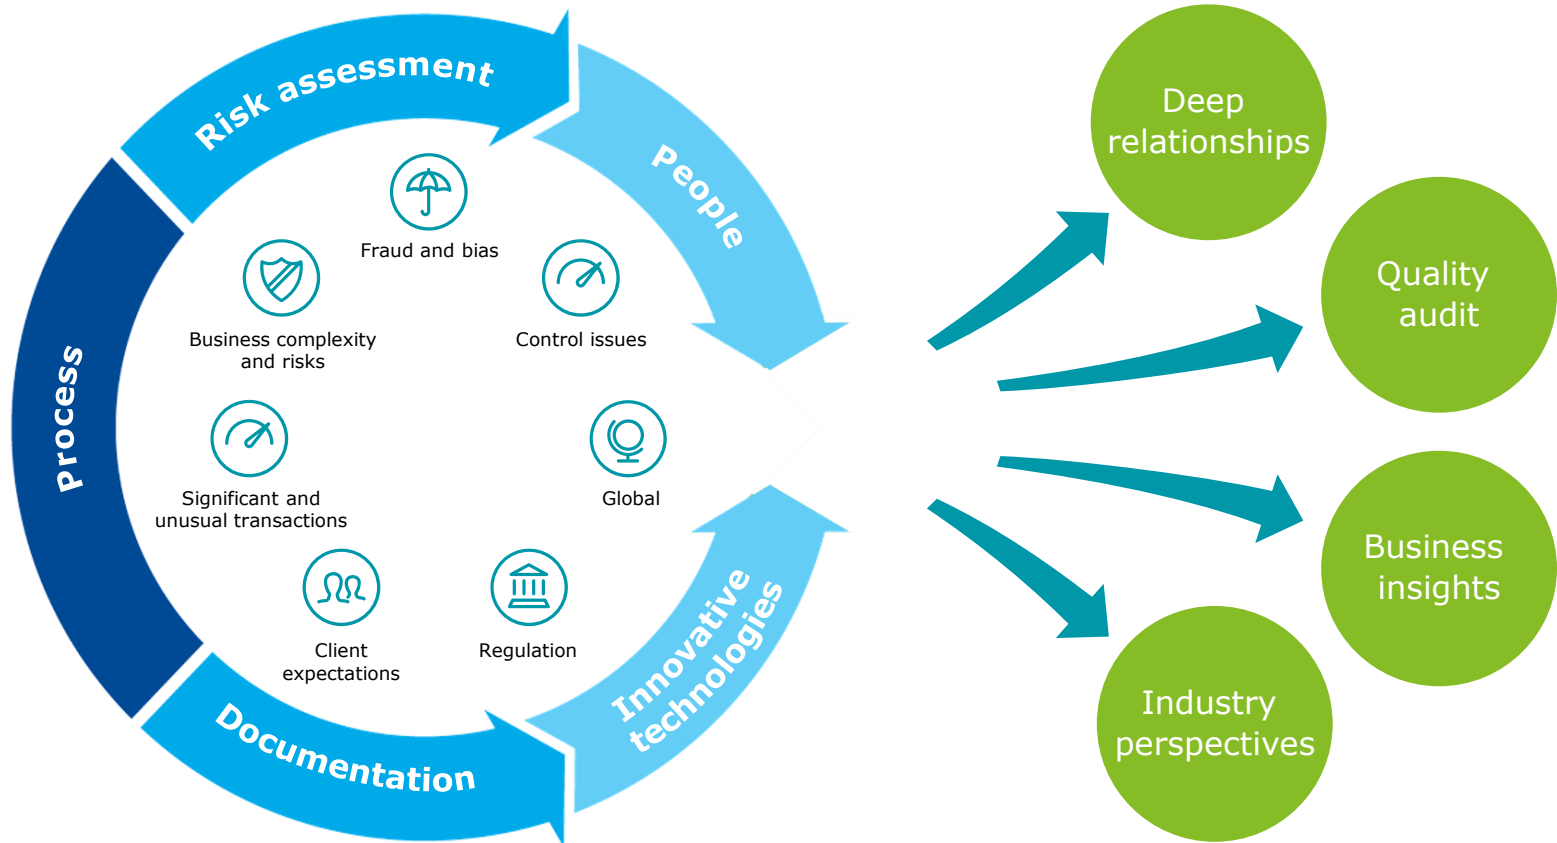 Risk assessment
People
Process
Documentation
Innovative
technologies
Fraud and bias
Business complexity
and risks
Control issues
Significant and
unusual transactions
Global
Client
expectations
Regulation
Deep
relationships
Quality
audit
Business
insights
Industry
perspectives